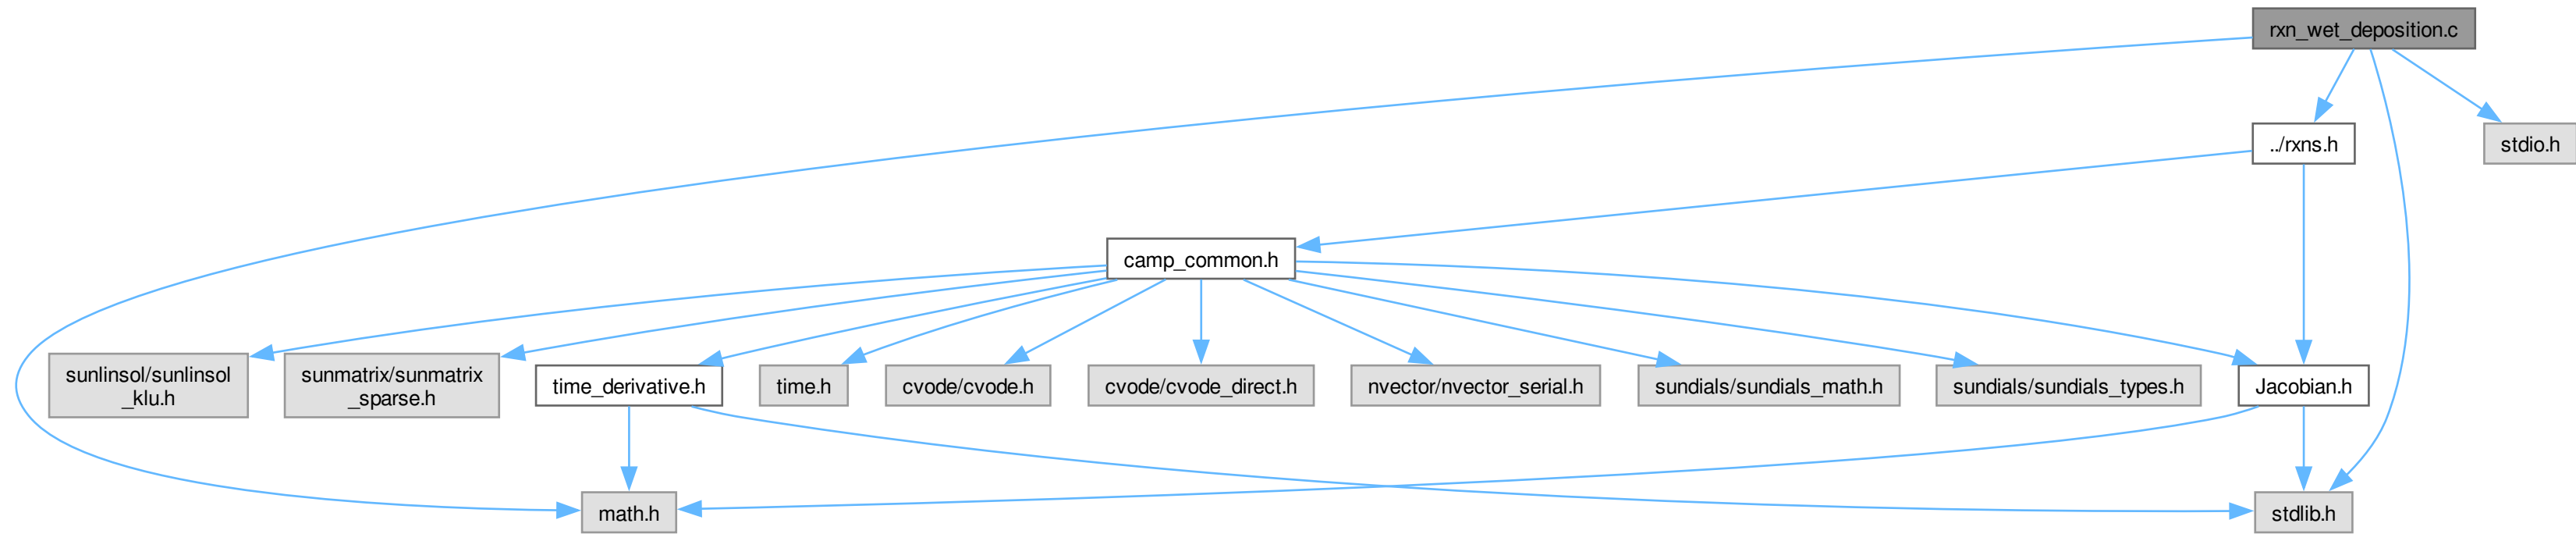 rxn_wet_deposition.c
../rxns.h
stdio.h
camp_common.h
sunlinsol/sunlinsol
_klu.h
sunmatrix/sunmatrix
_sparse.h
time_derivative.h
time.h
cvode/cvode.h
cvode/cvode_direct.h
nvector/nvector_serial.h
sundials/sundials_math.h
sundials/sundials_types.h
Jacobian.h
math.h
stdlib.h